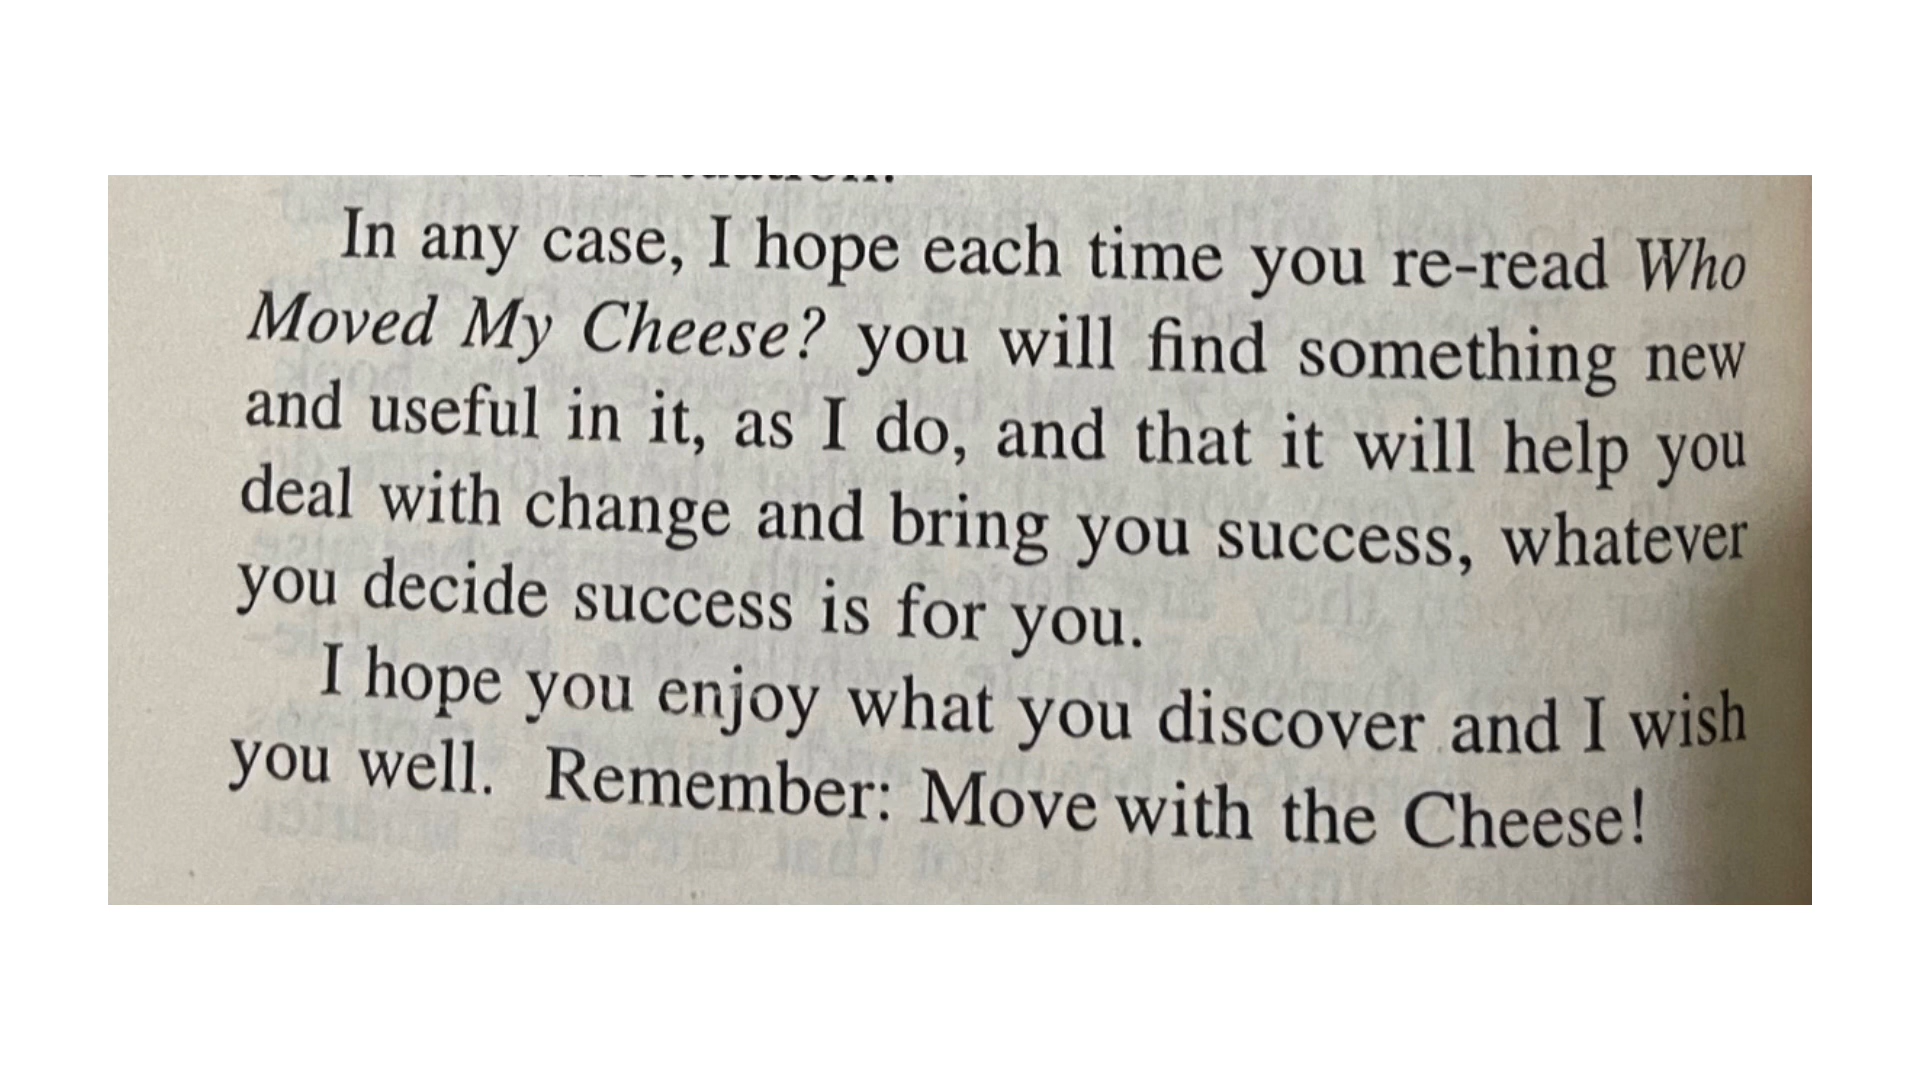 In any case, I hope each time you re-read Who
Moved My Cheese? you will find something new
and useful in it, as I do, and that it will help you
deal with change and bring you success, whatever
you decide success is for you.
I hope you enjoy what you discover and I wish
you well. Remember: Move with the Cheese!